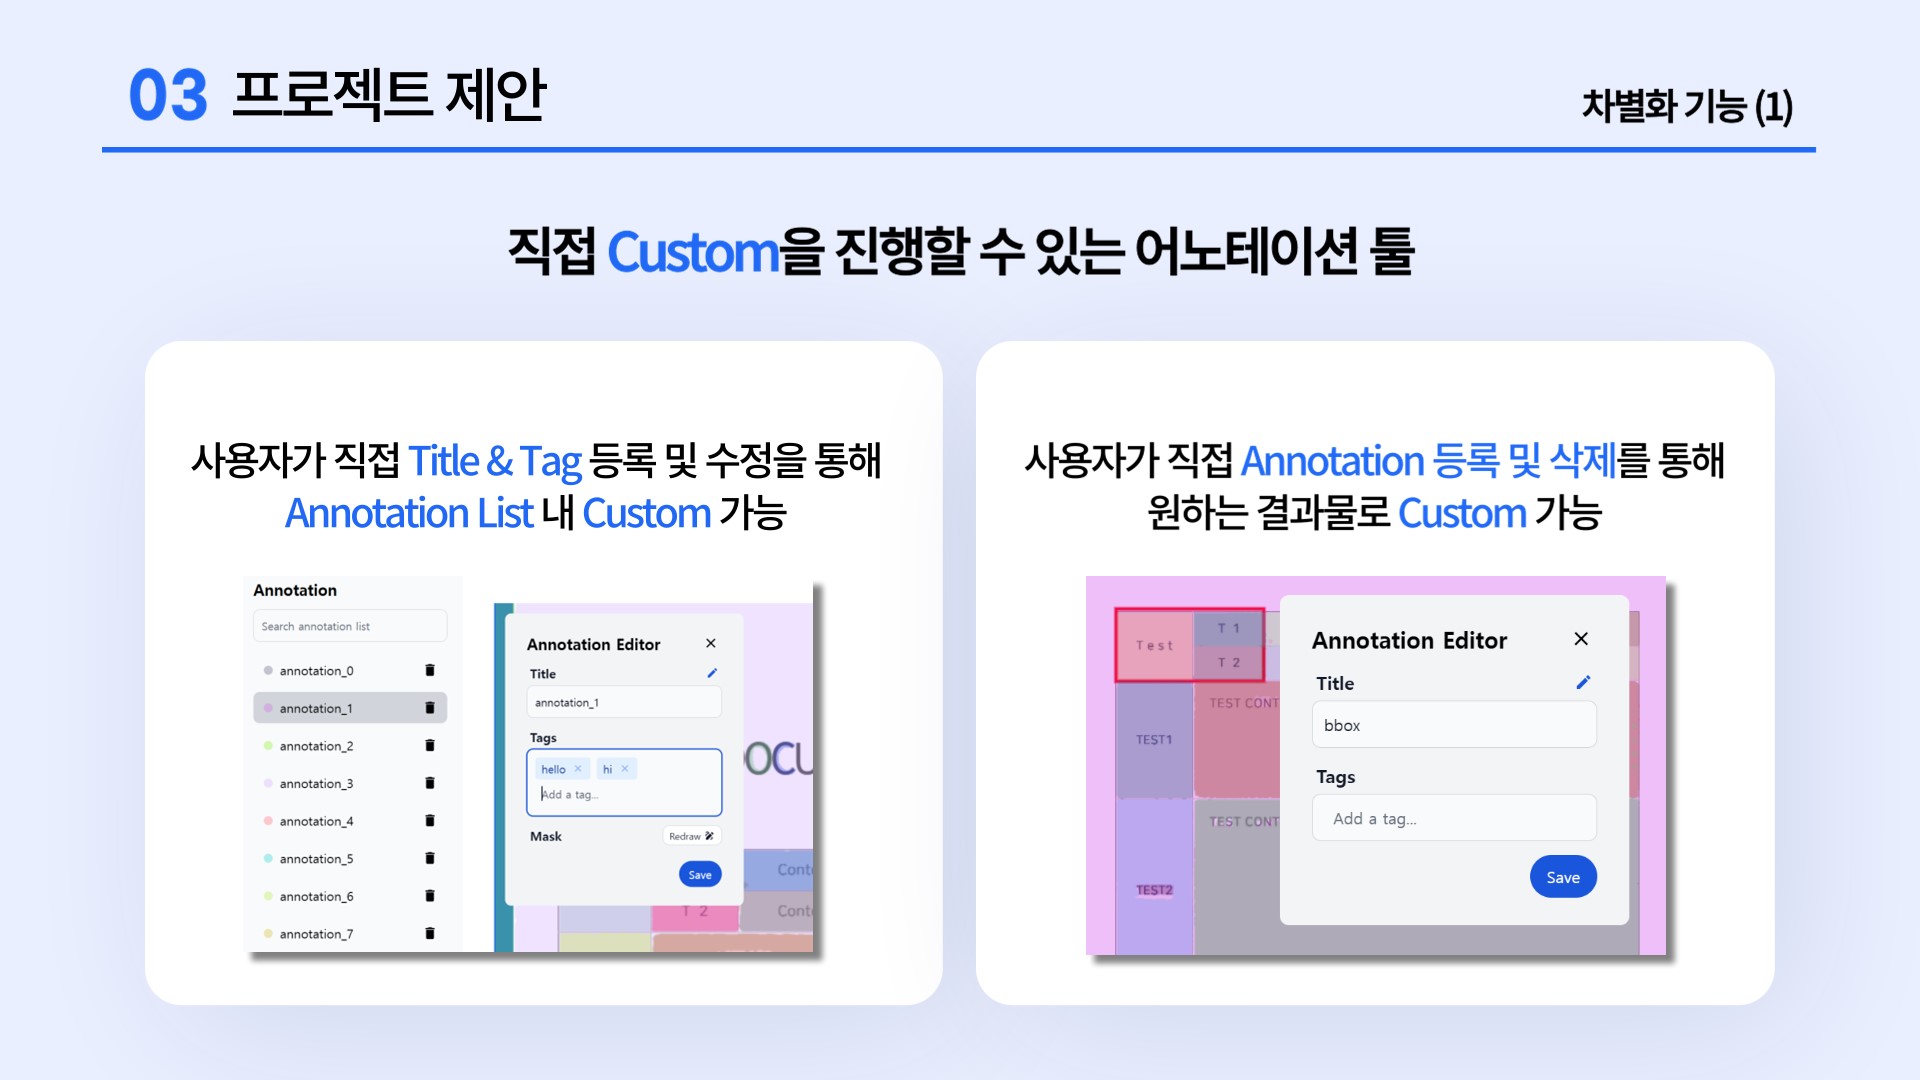 03 프로젝트 제안
차별화 기능 (1)
직접 Custom을 진행할 수 있는 어노테이션 툴
사용자가 직접 Title & Tag 등록 및 수정을 통해
Annotation List 내 Custom 가능
Annotation
Search annotation list
annotation_0
annotation_1
annotation_2
annotation_3
annotation_4
annotation_5
annotation_6
annotation_7
Annotation Editor
Title
annotation_1
Tags
hello
hi
Add a tag...
Mask
Redraw
Save
OCU
Conte
T 2
Conte
사용자가 직접 Annotation 등록 및 삭제를 통해
원하는 결과물로 Custom 가능
Test
T 1
T 2
TEST CONT
TEST1
TEST CONT
TEST2
Annotation Editor
Title
bbox
Tags
Add a tag...
Save